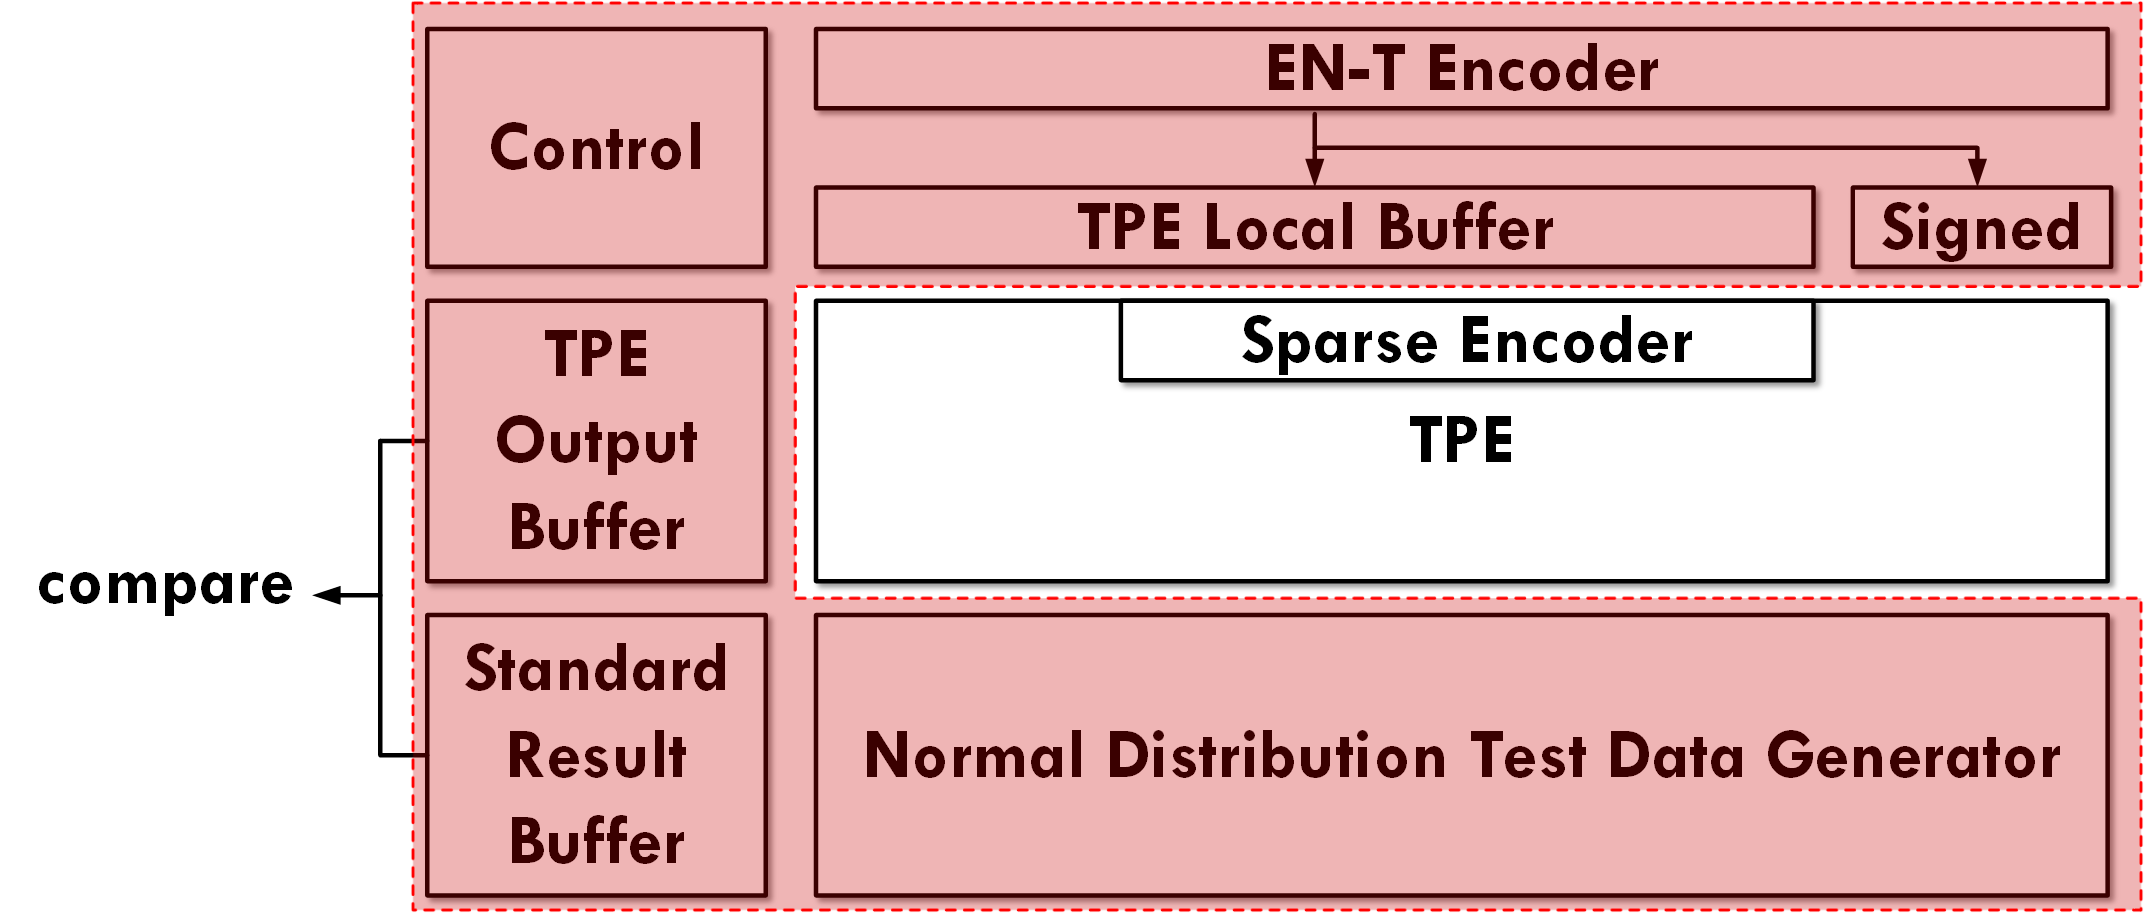 Control
EN-T Encoder
TPE Local Buffer
Signed
TPE
Output
Buffer
Sparse Encoder
TPE
compare
Standard
Result
Buffer
Normal Distribution Test Data Generator